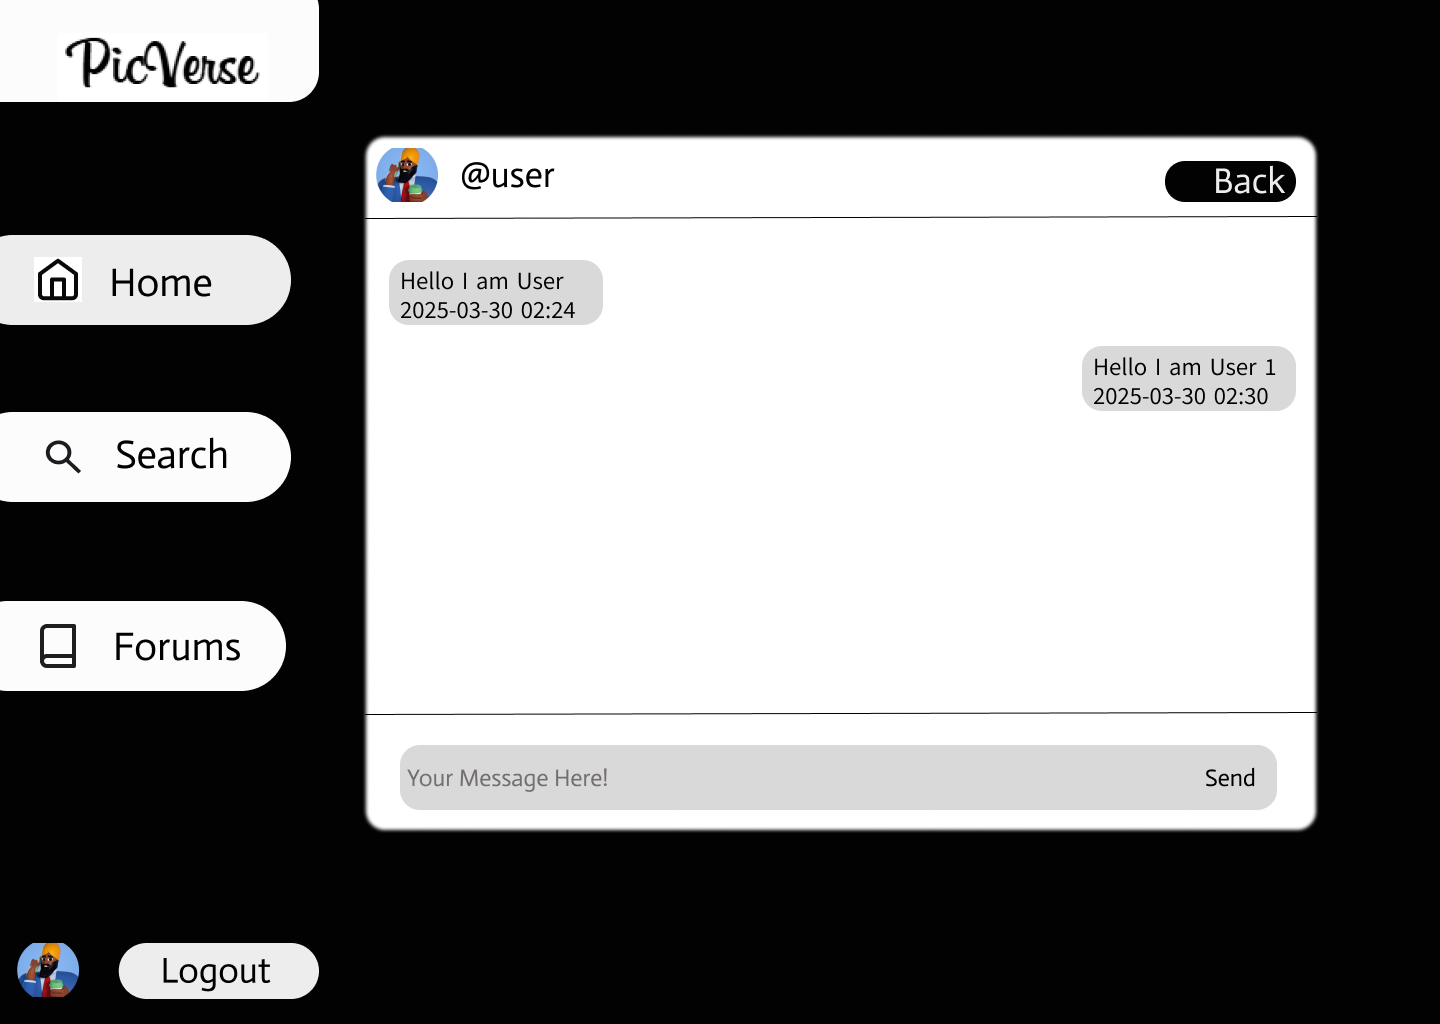 PicVerse
@user
Back
Hello I am User
2025-03-30 02:24
Home
Hello I am User 1
2025-03-30 02:30
Search
Forums
Your Message Here!
Send
Logout